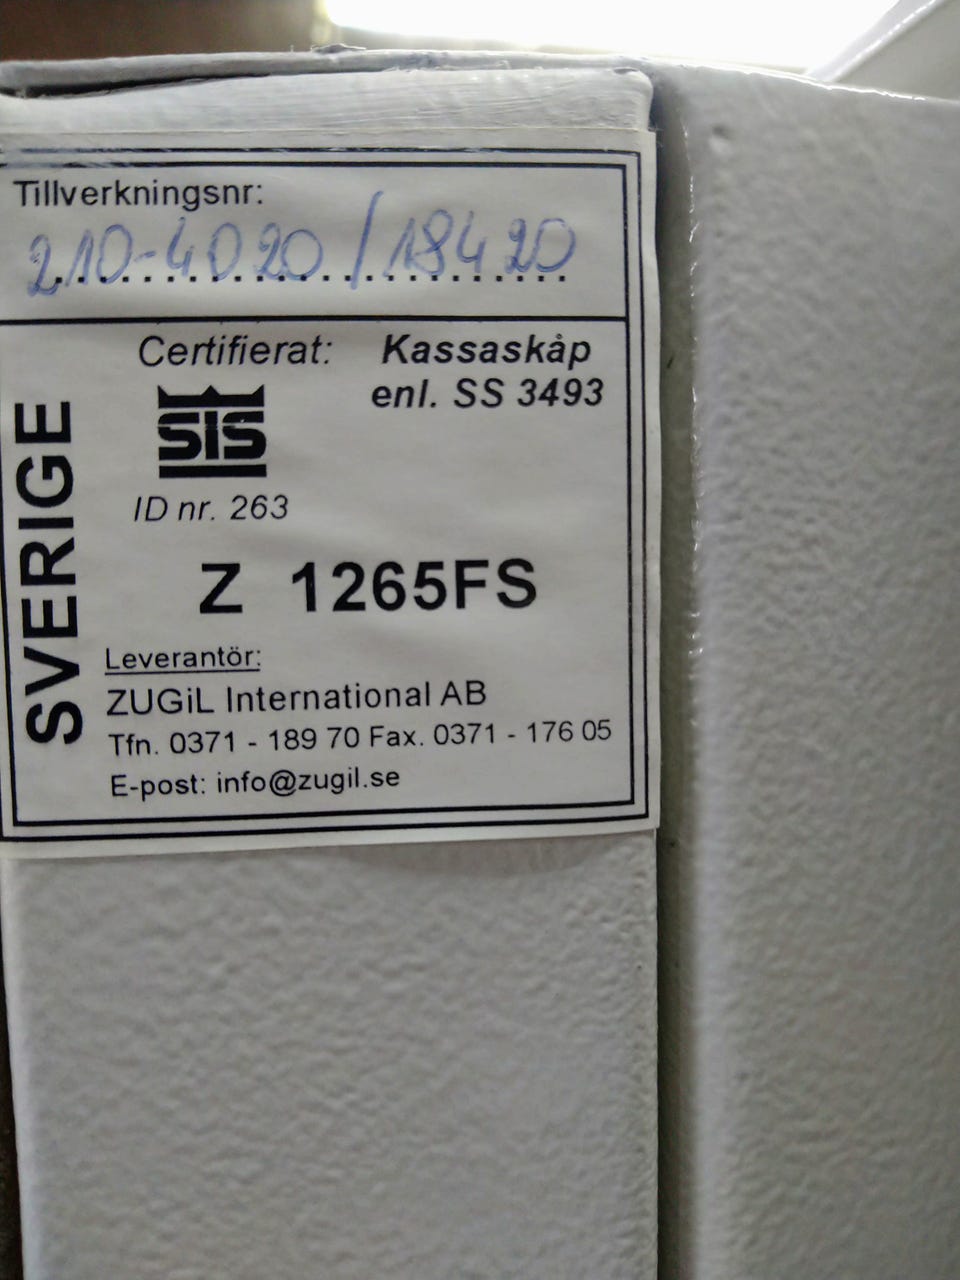 Tillverkningsnr:
210-4020/18420
Certifierat:
Kassaskåp
enl. SS 3493
SIS
ID nr. 263
SVERIGE
Z 1265FS
Leverantör:
ZUGiL International AB
Tfn. 0371 - 189 70 Fax. 0371 - 176 05
E-post: info@zugil.se